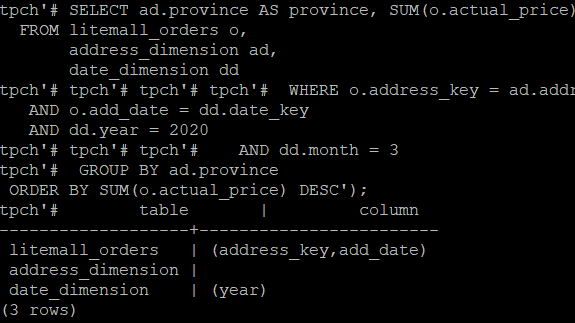 tpch'# SELECT ad.province AS province, SUM(o.actual_price)
  FROM litemall_orders o,
       address_dimension ad,
       date_dimension dd
tpch'# tpch'# tpch'# tpch'#  WHERE o.address_key = ad.addr
   AND o.add_date = dd.date_key
   AND dd.year = 2020
tpch'# tpch'# tpch'#    AND dd.month = 3
tpch'#  GROUP BY ad.province
 ORDER BY SUM(o.actual_price) DESC');
tpch'#        table       |         column
-------------------+------------------------
 litemall_orders   | (address_key,add_date)
 address_dimension |
 date_dimension    | (year)
(3 rows)